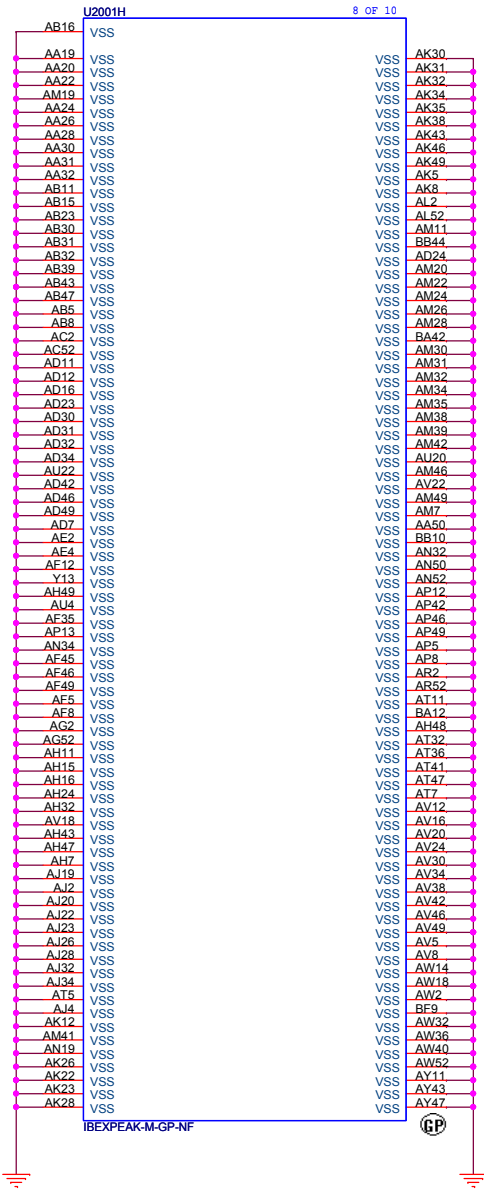 U2001H 8 OF 10
AB16 VSS
AA19 VSS VSS AK30
AA20 VSS VSS AK31
AA22 VSS VSS AK32
AM19 VSS VSS AK34
AA24 VSS VSS AK35
AA26 VSS VSS AK38
AA28 VSS VSS AK43
AA30 VSS VSS AK46
AA31 VSS VSS AK49
AA32 VSS VSS AK5
AB11 VSS VSS AK8
AB15 VSS VSS AL2
AB23 VSS VSS AL52
AB30 VSS VSS AM11
AB31 VSS VSS BB44
AB32 VSS VSS AD24
AB39 VSS VSS AM20
AB43 VSS VSS AM22
AB47 VSS VSS AM24
AB5 VSS VSS AM26
AB8 VSS VSS AM28
AC2 VSS VSS BA42
AC52 VSS VSS AM30
AD11 VSS VSS AM31
AD12 VSS VSS AM32
AD16 VSS VSS AM34
AD23 VSS VSS AM35
AD30 VSS VSS AM38
AD31 VSS VSS AM39
AD32 VSS VSS AM42
AD34 VSS VSS AU20
AU22 VSS VSS AM46
AD42 VSS VSS AV22
AD46 VSS VSS AM49
AD49 VSS VSS AM7
AD7 VSS VSS AA50
AE2 VSS VSS BB10
AE4 VSS VSS AN32
AF12 VSS VSS AN50
Y13 VSS VSS AN52
AH49 VSS VSS AP12
AU4 VSS VSS AP42
AF35 VSS VSS AP46
AP13 VSS VSS AP49
AN34 VSS VSS AP5
AF45 VSS VSS AP8
AF46 VSS VSS AR2
AF49 VSS VSS AR52
AF5 VSS VSS AT11
AF8 VSS VSS BA12
AG2 VSS VSS AH48
AG52 VSS VSS AT32
AH11 VSS VSS AT36
AH15 VSS VSS AT41
AH16 VSS VSS AT47
AH24 VSS VSS AT7
AH32 VSS VSS AV12
AV18 VSS VSS AV16
AH43 VSS VSS AV20
AH47 VSS VSS AV24
AH7 VSS VSS AV30
AJ19 VSS VSS AV34
AJ2 VSS VSS AV38
AJ20 VSS VSS AV42
AJ22 VSS VSS AV46
AJ23 VSS VSS AV49
AJ26 VSS VSS AV5
AJ28 VSS VSS AV8
AJ32 VSS VSS AW14
AJ34 VSS VSS AW18
AT5 VSS VSS AW2
AJ4 VSS VSS BF9
AK12 VSS VSS AW32
AM41 VSS VSS AW36
AN19 VSS VSS AW40
AK26 VSS VSS AW52
AK22 VSS VSS AY11
AK23 VSS VSS AY43
AK28 VSS VSS AY47
IBEXPEAK-M-GP-NF GP